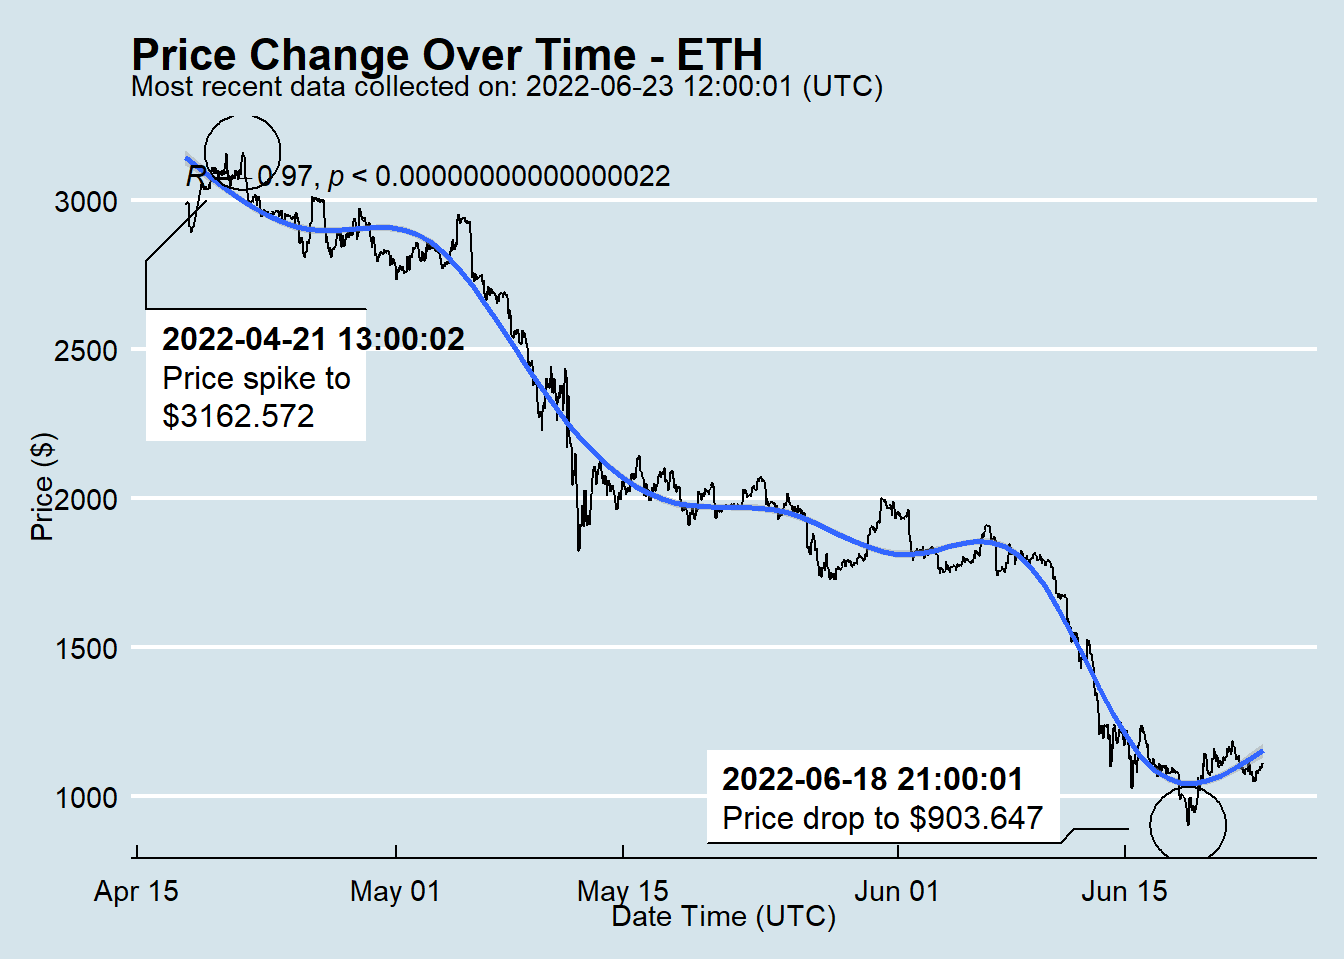 Price Change Over Time - ETH
Most recent data collected on: 2022-06-23 12:00:01 (UTC)
R = - 0.97, p < 0.00000000000000022
3000
2500
2000
1500
1000
Price ($)
2022-04-21 13:00:02
Price spike to
$3162.572
2022-06-18 21:00:01
Price drop to $903.647
Apr 15
May 01
May 15
Jun 01
Jun 15
Date Time (UTC)